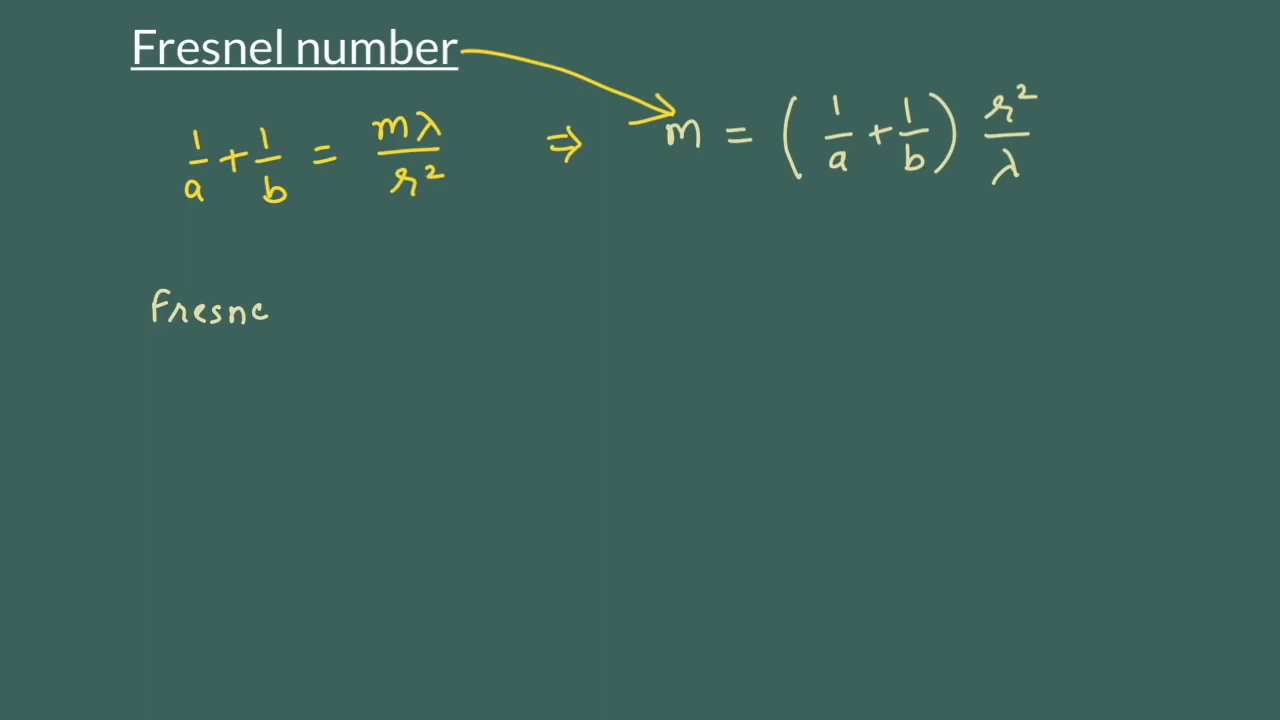 Fresnel number
1/a + 1/b = mλ/r² ⇒ m = (1/a + 1/b) r²/λ
Fresne